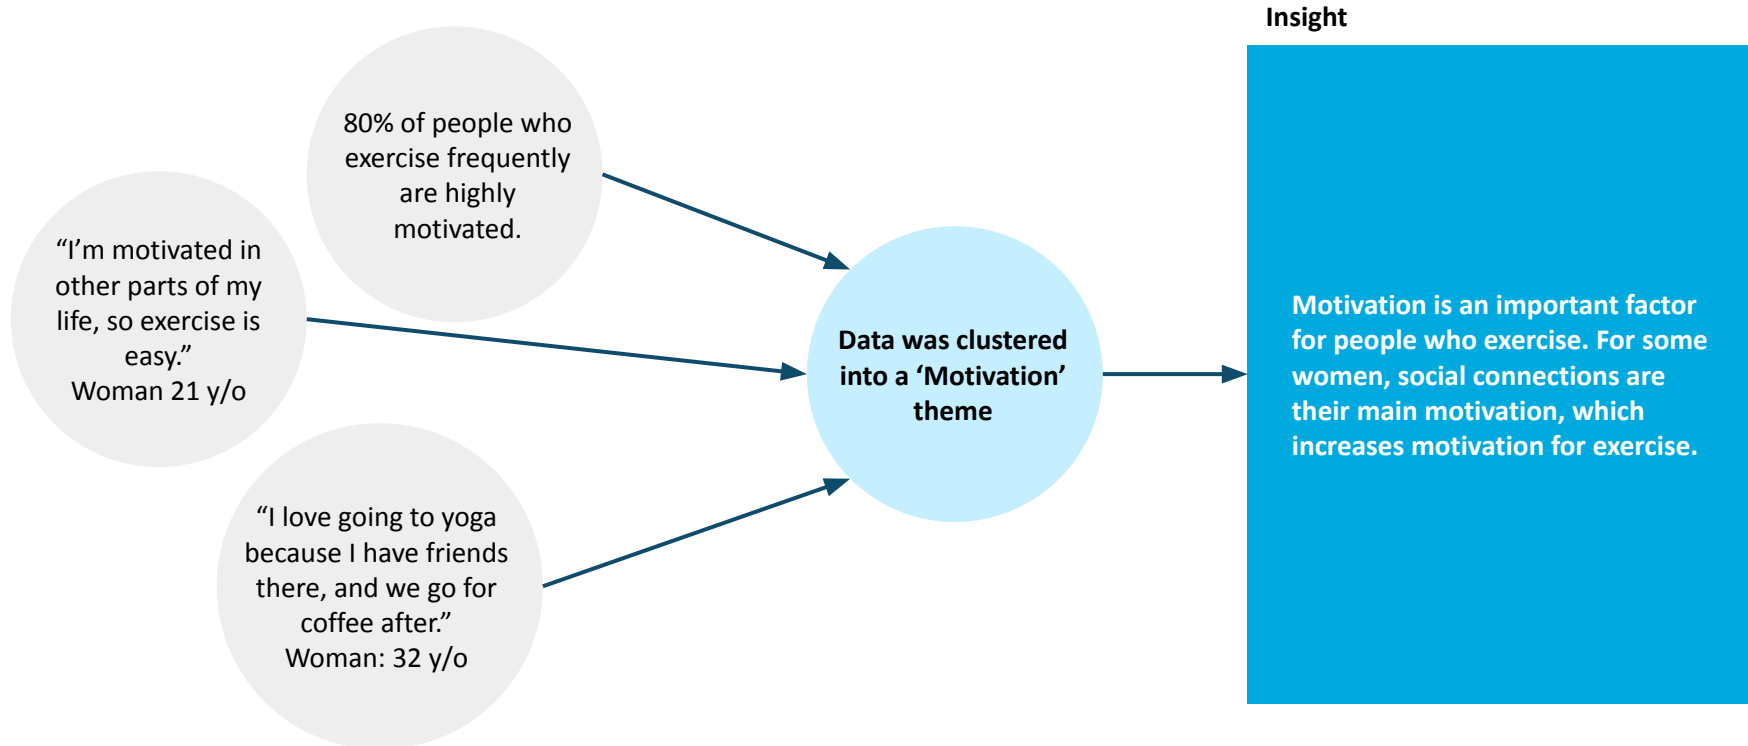 Insight
80% of people who
exercise frequently
are highly
motivated.
“I’m motivated in
other parts of my
life, so exercise is
easy.”
Woman 21 y/o
“I love going to yoga
because I have friends
there, and we go for
coffee after.”
Woman: 32 y/o
Data was clustered
into a ‘Motivation’
theme
Motivation is an important factor
for people who exercise. For some
women, social connections are
their main motivation, which
increases motivation for exercise.